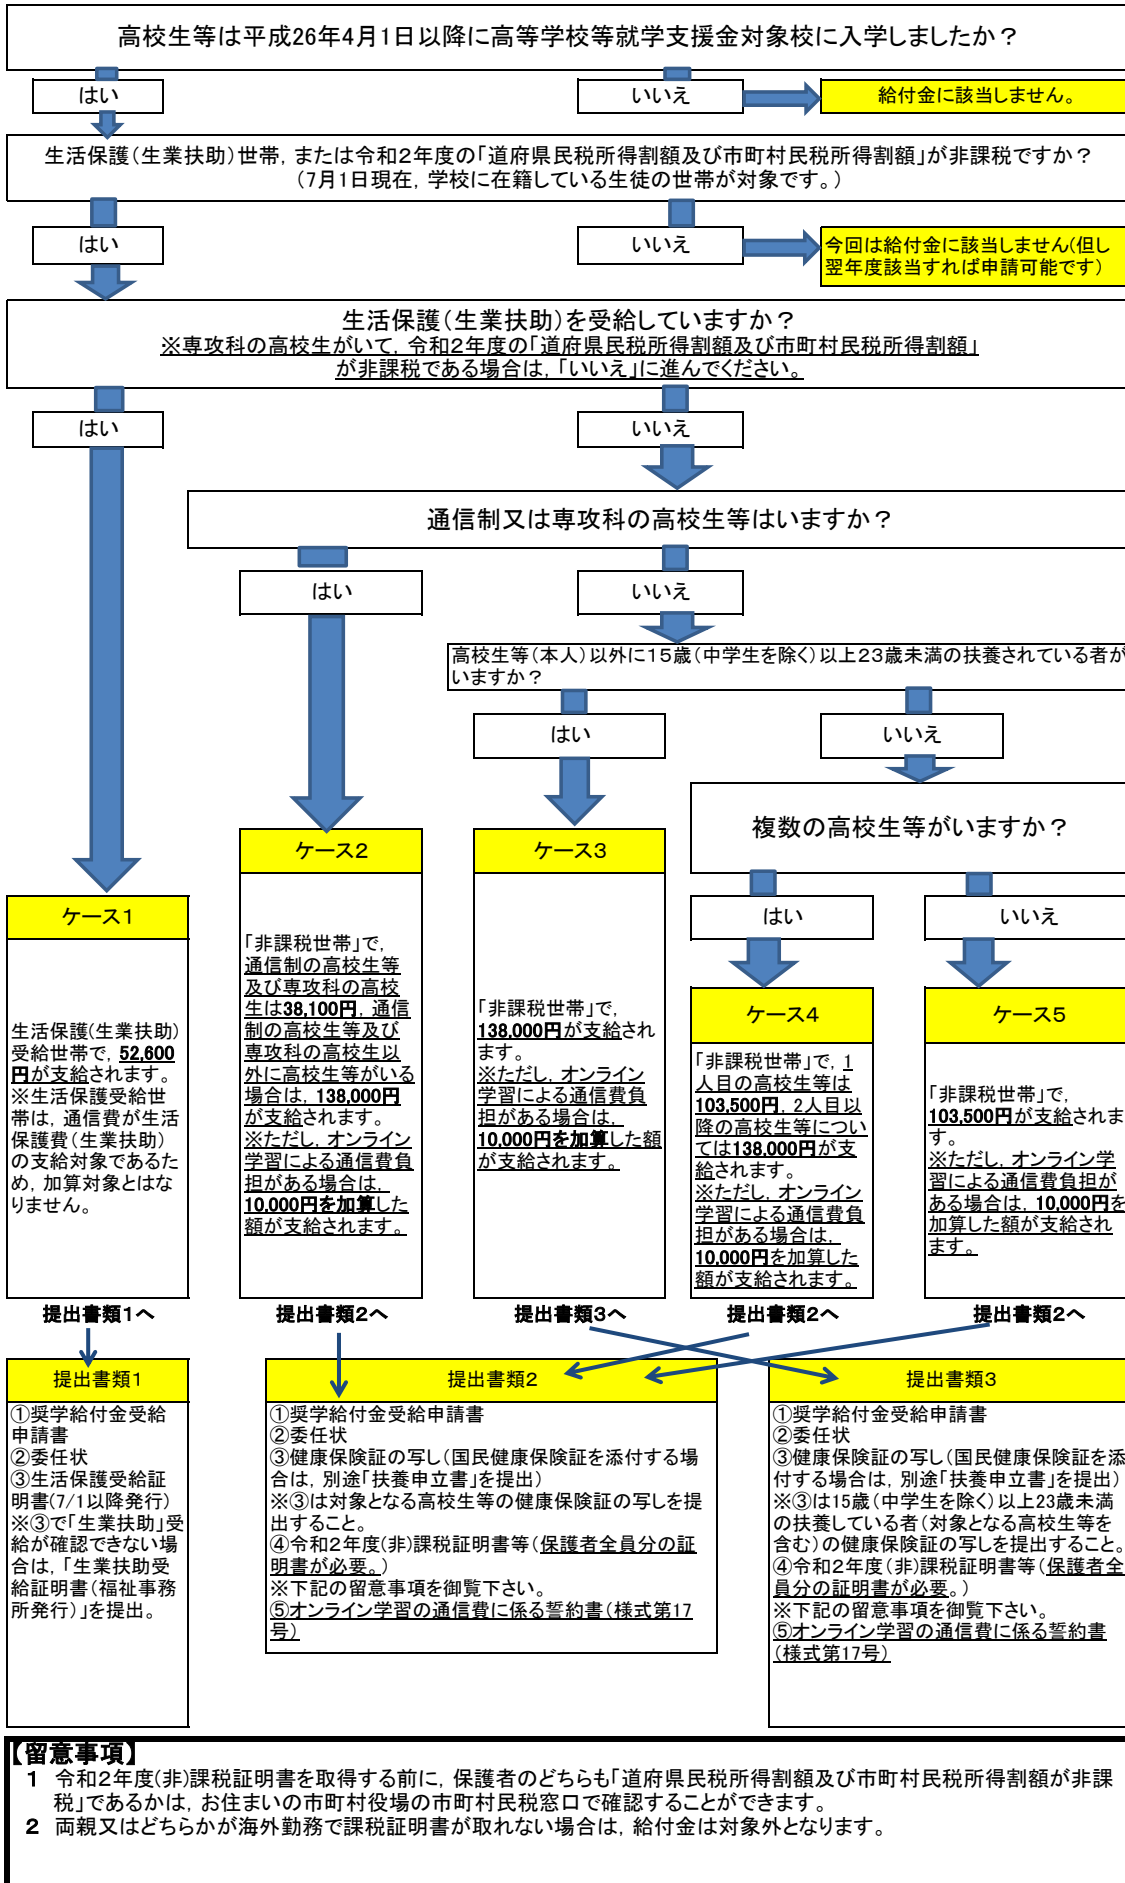 高校生等は平成26年4月1日以降に高等学校等就学支援金対象校に入学しましたか？
はい
いいえ
給付金に該当しません。
生活保護（生業扶助）世帯，または令和２年度の「道府県民税所得割額及び市町村民税所得割額」が非課税ですか？
（7月1日現在，学校に在籍している生徒の世帯が対象です。）
はい
いいえ
今回は給付金に該当しません(但し
翌年度該当すれば申請可能です）
生活保護（生業扶助）を受給していますか？
※専攻科の高校生がいて，令和２年度の「道府県民税所得割額及び市町村民税所得割額」
が非課税である場合は，「いいえ」に進んでください。
はい
いいえ
通信制又は専攻科の高校生等はいますか？
はい
いいえ
高校生等（本人）以外に１５歳（中学生を除く）以上２３歳未満の扶養されている者が
いますか？
はい
いいえ
複数の高校生等がいますか？
はい
いいえ
ケース１
生活保護(生業扶助）
受給世帯で，52,600
円が支給されます。
※生活保護受給世
帯は，通信費が生活
保護費（生業扶助）
の支給対象であるた
め，加算対象とはな
りません。
ケース２
「非課税世帯」で，
通信制の高校生等
及び専攻科の高校
生は38,100円，通信
制の高校生等及び
専攻科の高校生以
外に高校生等がいる
場合は，138,000円
が支給されます。
※ただし，オンライン
学習による通信費負
担がある場合は，
10,000円を加算した
額が支給されます。
ケース３
「非課税世帯」で，
138,000円が支給され
ます。
※ただし，オンライン
学習による通信費負
担がある場合は，
10,000円を加算した額
が支給されます。
ケース４
「非課税世帯」で，１
人目の高校生等は
103,500円，２人目以
降の高校生等につい
ては138,000円が支
給されます。
※ただし，オンライン
学習による通信費負
担がある場合は，
10,000円を加算した
額が支給されます。
ケース５
「非課税世帯」で，
103,500円が支給されま
す。
※ただし，オンライン学
習による通信費負担が
ある場合は，10,000円を
加算した額が支給され
ます。
提出書類１へ
提出書類２へ
提出書類３へ
提出書類２へ
提出書類２へ
提出書類１
①奨学給付金受給
申請書
②委任状
③生活保護受給証
明書(7/1以降発行）
※③で「生業扶助」受
給が確認できない場
合は，「生業扶助受
給証明書（福祉事務
所発行）」を提出。
提出書類２
①奨学給付金受給申請書
②委任状
③健康保険証の写し（国民健康保険証を添付する場
合は，別途「扶養申立書」を提出）
※③は対象となる高校生等の健康保険証の写しを提
出すること。
④令和２年度(非)課税証明書等（保護者全員分の証
明書が必要。）
※下記の留意事項を御覧下さい。
⑤オンライン学習の通信費に係る誓約書（様式第17
号）
提出書類３
①奨学給付金受給申請書
②委任状
③健康保険証の写し（国民健康保険証を添
付する場合は，別途「扶養申立書」を提出）
※③は15歳（中学生を除く）以上23歳未満
の扶養している者（対象となる高校生等を
含む）の健康保険証の写しを提出すること。
④令和２年度(非)課税証明書等（保護者全
員分の証明書が必要。）
※下記の留意事項を御覧下さい。
⑤オンライン学習の通信費に係る誓約書
（様式第17号）
【留意事項】
１ 令和２年度(非)課税証明書を取得する前に，保護者のどちらも「道府県民税所得割額及び市町村民税所得割額が非課
税」であるかは，お住まいの市町村役場の市町村民税窓口で確認することができます。
２ 両親又はどちらかが海外勤務で課税証明書が取れない場合は，給付金は対象外となります。